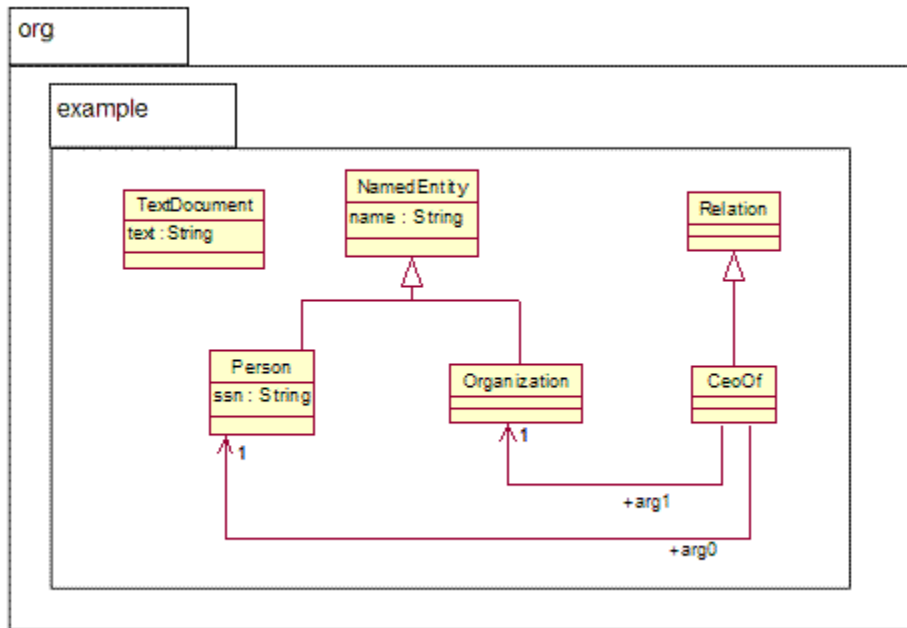 org
example
TextDocument
text : String
NamedEntity
name : String
Relation
Person
ssn : String
Organization
CeoOf
1
1
+arg1
+arg0